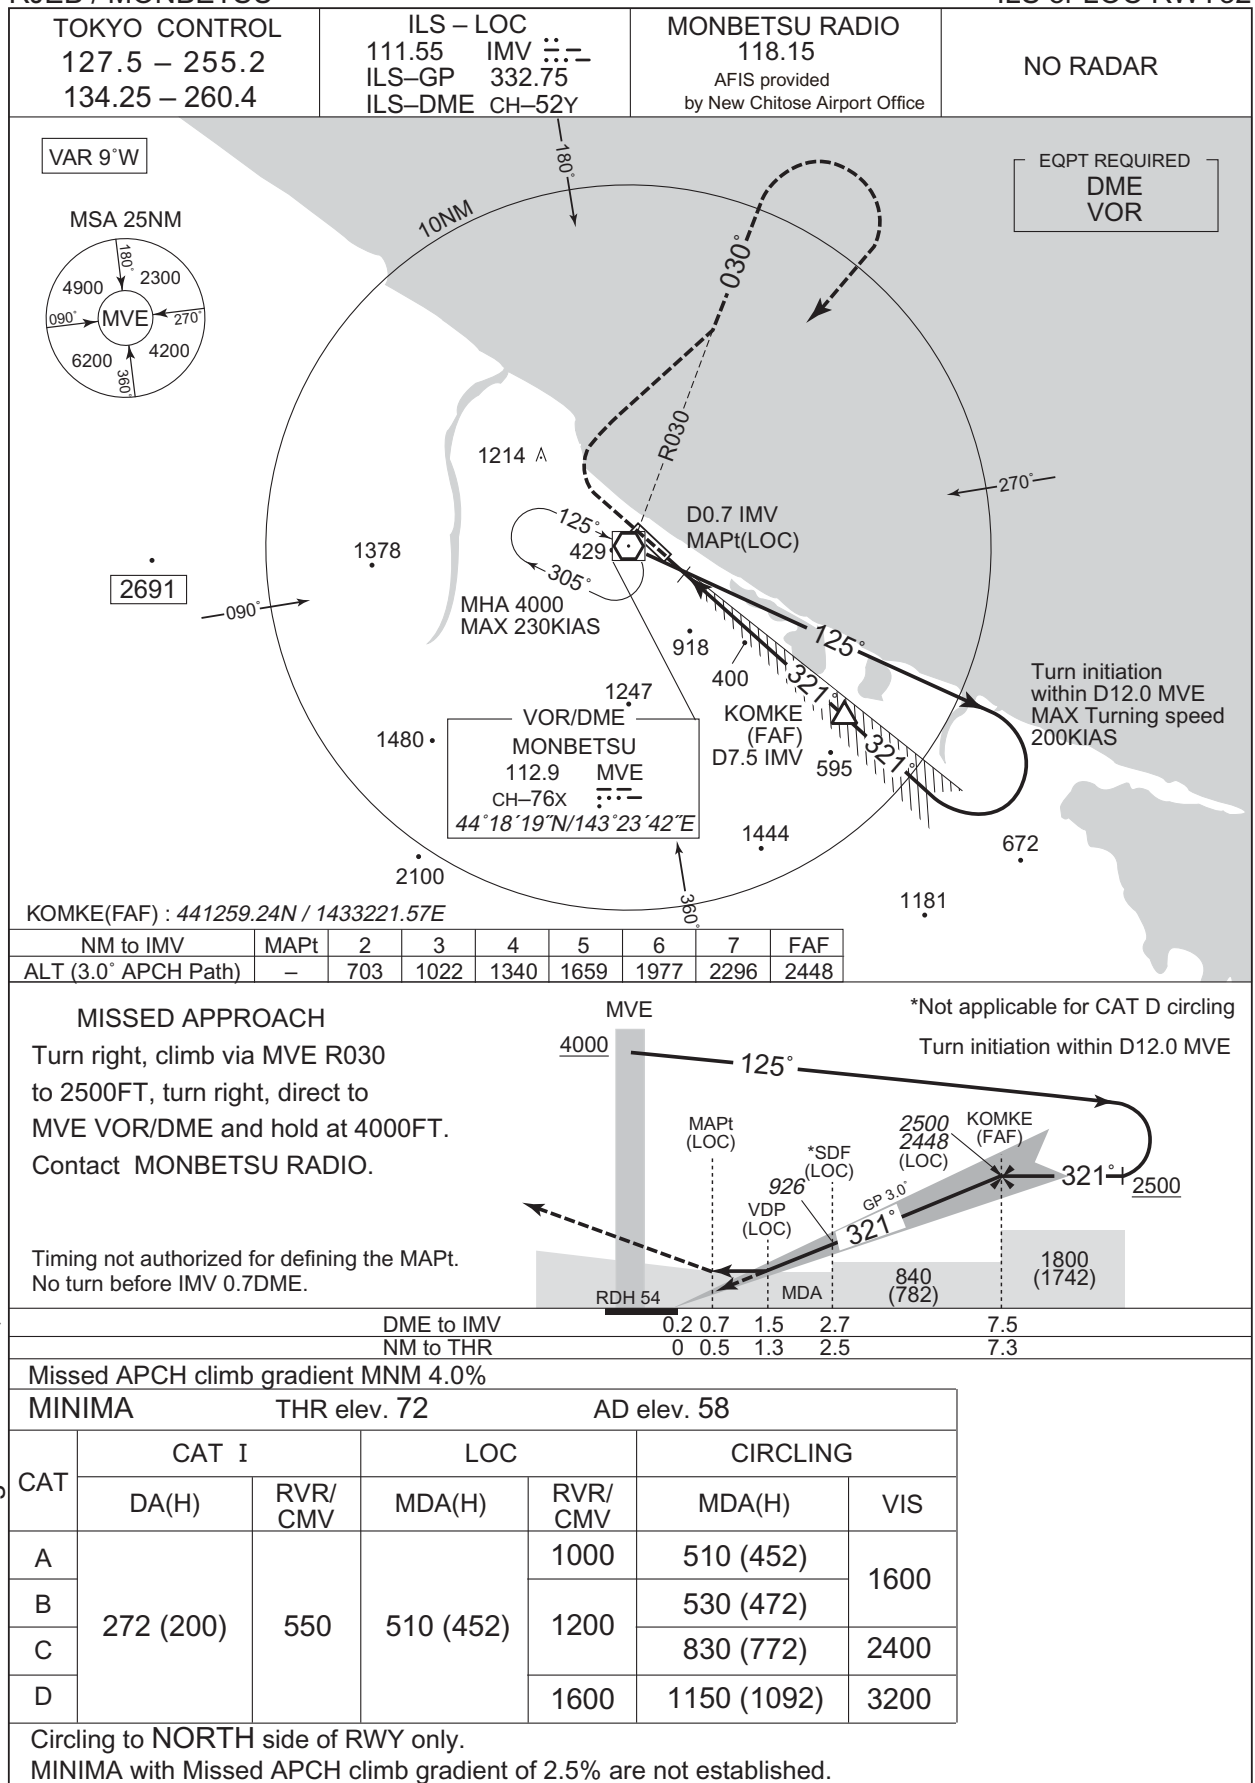 TOKYO CONTROL
127.5 – 255.2
134.25 – 260.4
ILS – LOC
111.55 IMV
ILS–GP 332.75
ILS–DME CH–52Y
MONBETSU RADIO
118.15
AFIS provided
by New Chitose Airport Office
NO RADAR
VAR 9°W
EQPT REQUIRED
DME
VOR
MSA 25NM
180°
4900
2300
090°
MVE
270°
6200
4200
360°
10NM
180°
030°
R030
270°
1214
D0.7 IMV
MAPt(LOC)
125°
429
305°
1378
2691
090°
MHA 4000
MAX 230KIAS
918
400
125°
321°
321°
Turn initiation
within D12.0 MVE
MAX Turning speed
200KIAS
1247
KOMKE
(FAF)
D7.5 IMV
595
1480
VOR/DME
MONBETSU
112.9 MVE
CH–76X
44°18′19″N/143°23′42″E
1444
672
2100
1181
360°
KOMKE(FAF) : 441259.24N / 1433221.57E
NM to IMV MAPt 2 3 4 5 6 7 FAF
ALT (3.0° APCH Path) – 703 1022 1340 1659 1977 2296 2448
MISSED APPROACH
Turn right, climb via MVE R030
to 2500FT, turn right, direct to
MVE VOR/DME and hold at 4000FT.
Contact MONBETSU RADIO.
Timing not authorized for defining the MAPt.
No turn before IMV 0.7DME.
MVE
*Not applicable for CAT D circling
4000
Turn initiation within D12.0 MVE
125°
MAPt
(LOC)
2500
2448
(LOC)
KOMKE
(FAF)
*SDF
(LOC)
926
VDP
(LOC)
GP 3.0°
321°
321°
2500
1800
(1742)
840
(782)
MDA
RDH 54
DME to IMV 0.2 0.7 1.5 2.7 7.5
NM to THR 0 0.5 1.3 2.5 7.3
Missed APCH climb gradient MNM 4.0%
MINIMA THR elev. 72 AD elev. 58
CAT CAT I LOC CIRCLING
DA(H) RVR/CMV MDA(H) RVR/CMV MDA(H) VIS
A 272 (200) 550 510 (452) 1000 510 (452) 1600
B 1200 530 (472)
C 830 (772) 2400
D 1600 1150 (1092) 3200
Circling to NORTH side of RWY only.
MINIMA with Missed APCH climb gradient of 2.5% are not established.